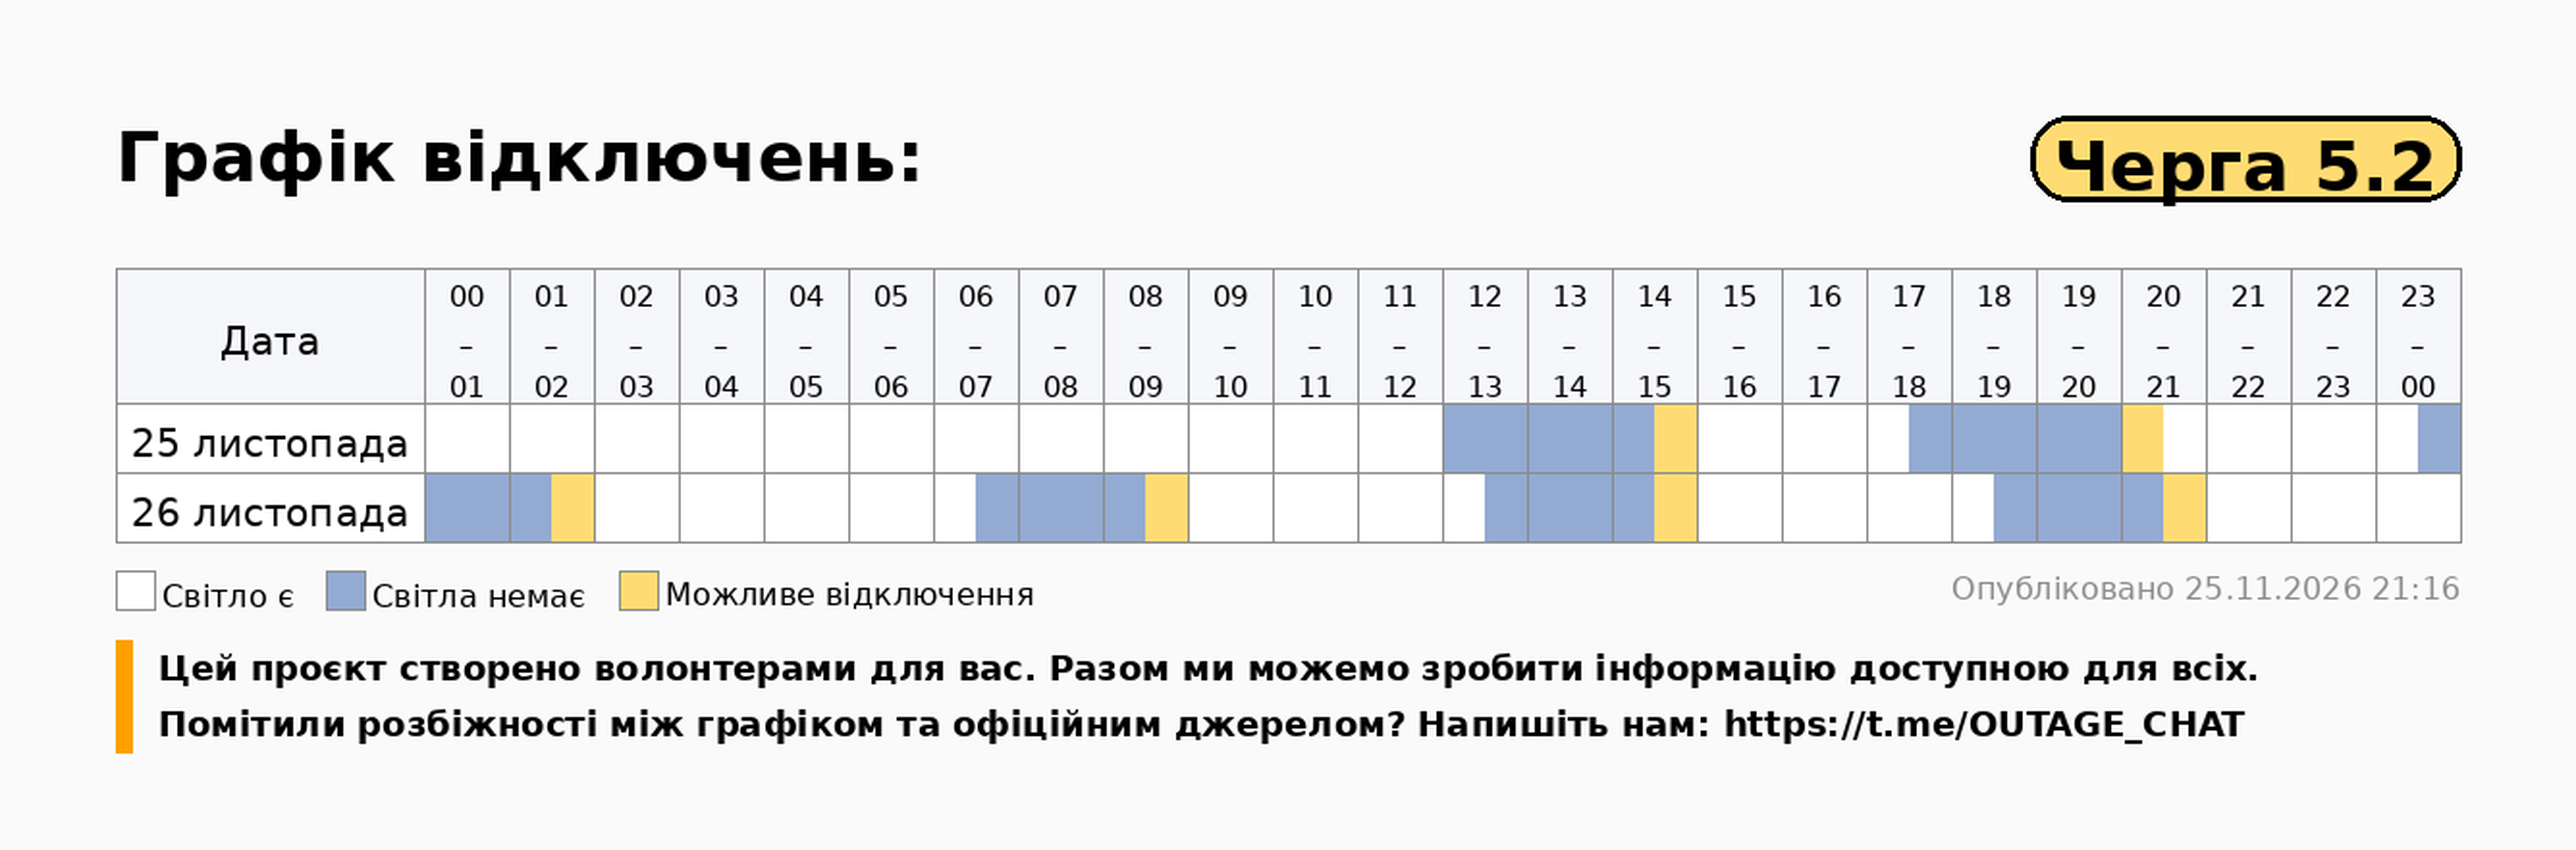 Графік відключень:
Черга 5.2
Дата
00 – 01
01 – 02
02 – 03
03 – 04
04 – 05
05 – 06
06 – 07
07 – 08
08 – 09
09 – 10
10 – 11
11 – 12
12 – 13
13 – 14
14 – 15
15 – 16
16 – 17
17 – 18
18 – 19
19 – 20
20 – 21
21 – 22
22 – 23
23 – 00
25 листопада
26 листопада
Світло є
Світла немає
Можливе відключення
Опубліковано 25.11.2026 21:16
Цей проєкт створено волонтерами для вас. Разом ми можемо зробити інформацію доступною для всіх.
Помітили розбіжності між графіком та офіційним джерелом? Напишіть нам: https://t.me/OUTAGE_CHAT